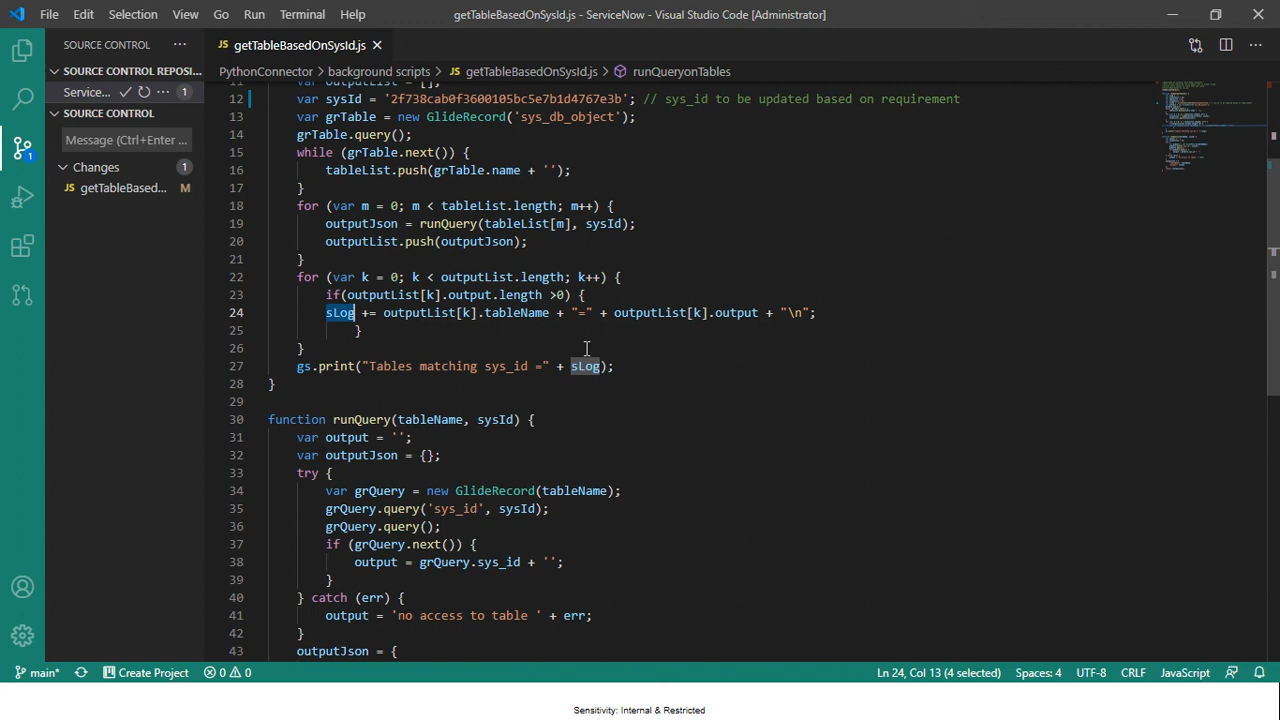 File Edit Selection View Go Run Terminal Help getTableBasedOnSysId.js - ServiceNow - Visual Studio Code [Administrator]
SOURCE CONTROL ···
SOURCE CONTROL REPOSI...
Service... ··· 1
SOURCE CONTROL
Message (Ctrl+Enter ...
Changes 1
JS getTableBased... M
1
JS getTableBasedOnSysId.js
PythonConnector > background scripts > JS getTableBasedOnSysId.js > runQueryonTables
11 var outputList = [];
12 var sysId = '2f738cab0f3600105bc5e7b1d4767e3b'; // sys_id to be updated based on requirement
13 var grTable = new GlideRecord('sys_db_object');
14 grTable.query();
15 while (grTable.next()) {
16 tableList.push(grTable.name + '');
17 }
18 for (var m = 0; m < tableList.length; m++) {
19 outputJson = runQuery(tableList[m], sysId);
20 outputList.push(outputJson);
21 }
22 for (var k = 0; k < outputList.length; k++) {
23 if(outputList[k].output.length >0) {
24 sLog += outputList[k].tableName + "=" + outputList[k].output + "\n";
25 }
26 }
27 gs.print("Tables matching sys_id =" + sLog);
28 }
29
30 function runQuery(tableName, sysId) {
31 var output = '';
32 var outputJson = {};
33 try {
34 var grQuery = new GlideRecord(tableName);
35 grQuery.query('sys_id', sysId);
36 grQuery.query();
37 if (grQuery.next()) {
38 output = grQuery.sys_id + '';
39 }
40 } catch (err) {
41 output = 'no access to table ' + err;
42 }
43 outputJson = {
main* Create Project 0 0 Ln 24, Col 13 (4 selected) Spaces: 4 UTF-8 CRLF JavaScript
Sensitivity: Internal & Restricted